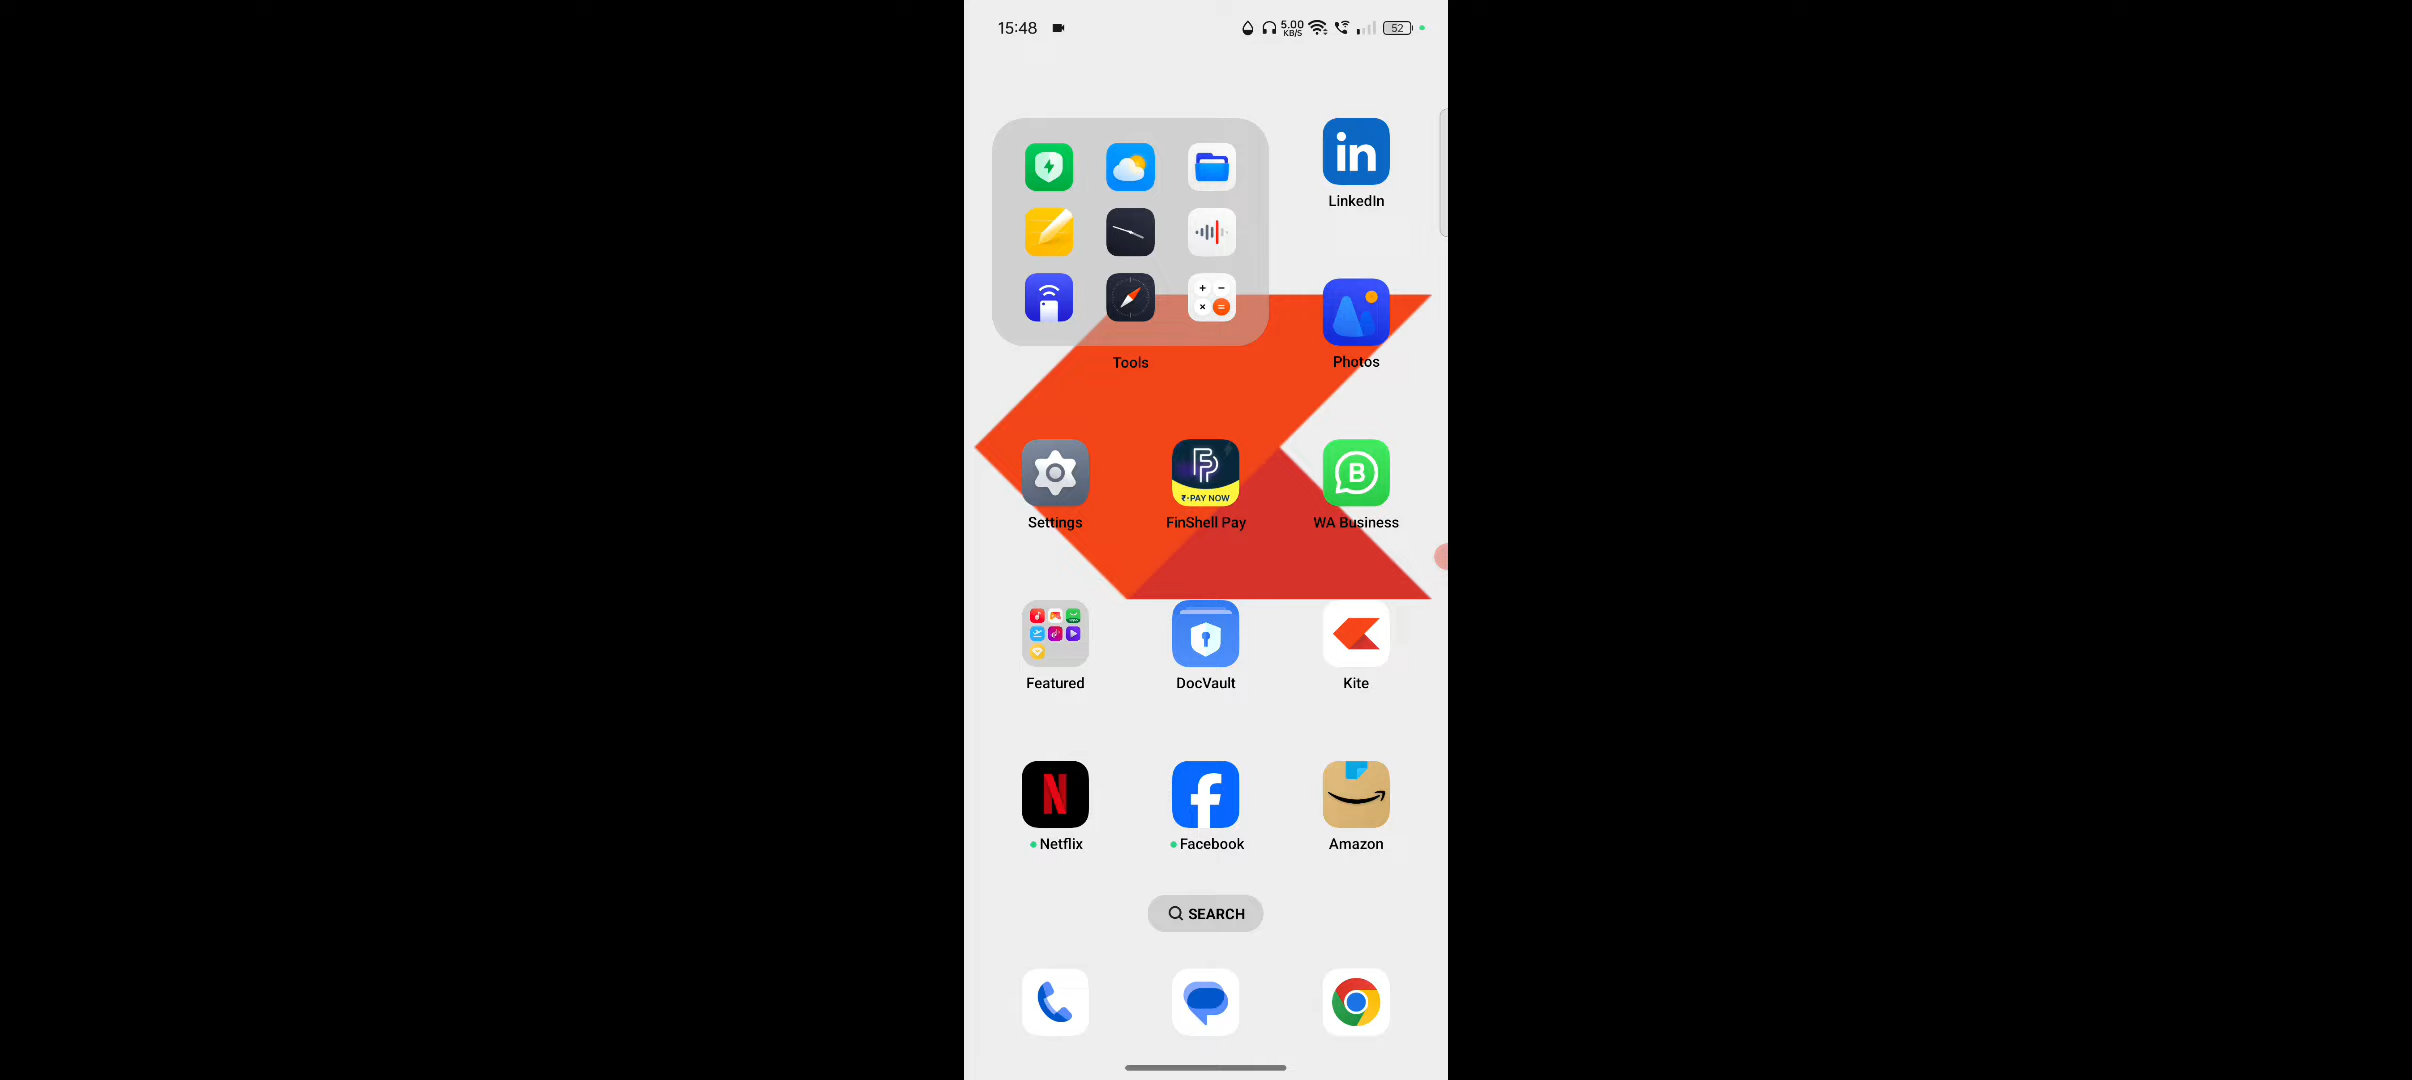 15:48
5.00
KB/S
52
in
LinkedIn
Tools
Photos
₹-PAY NOW
B
Settings
FinShell Pay
WA Business
Featured
DocVault
Kite
N
f
Netflix
Facebook
Amazon
SEARCH